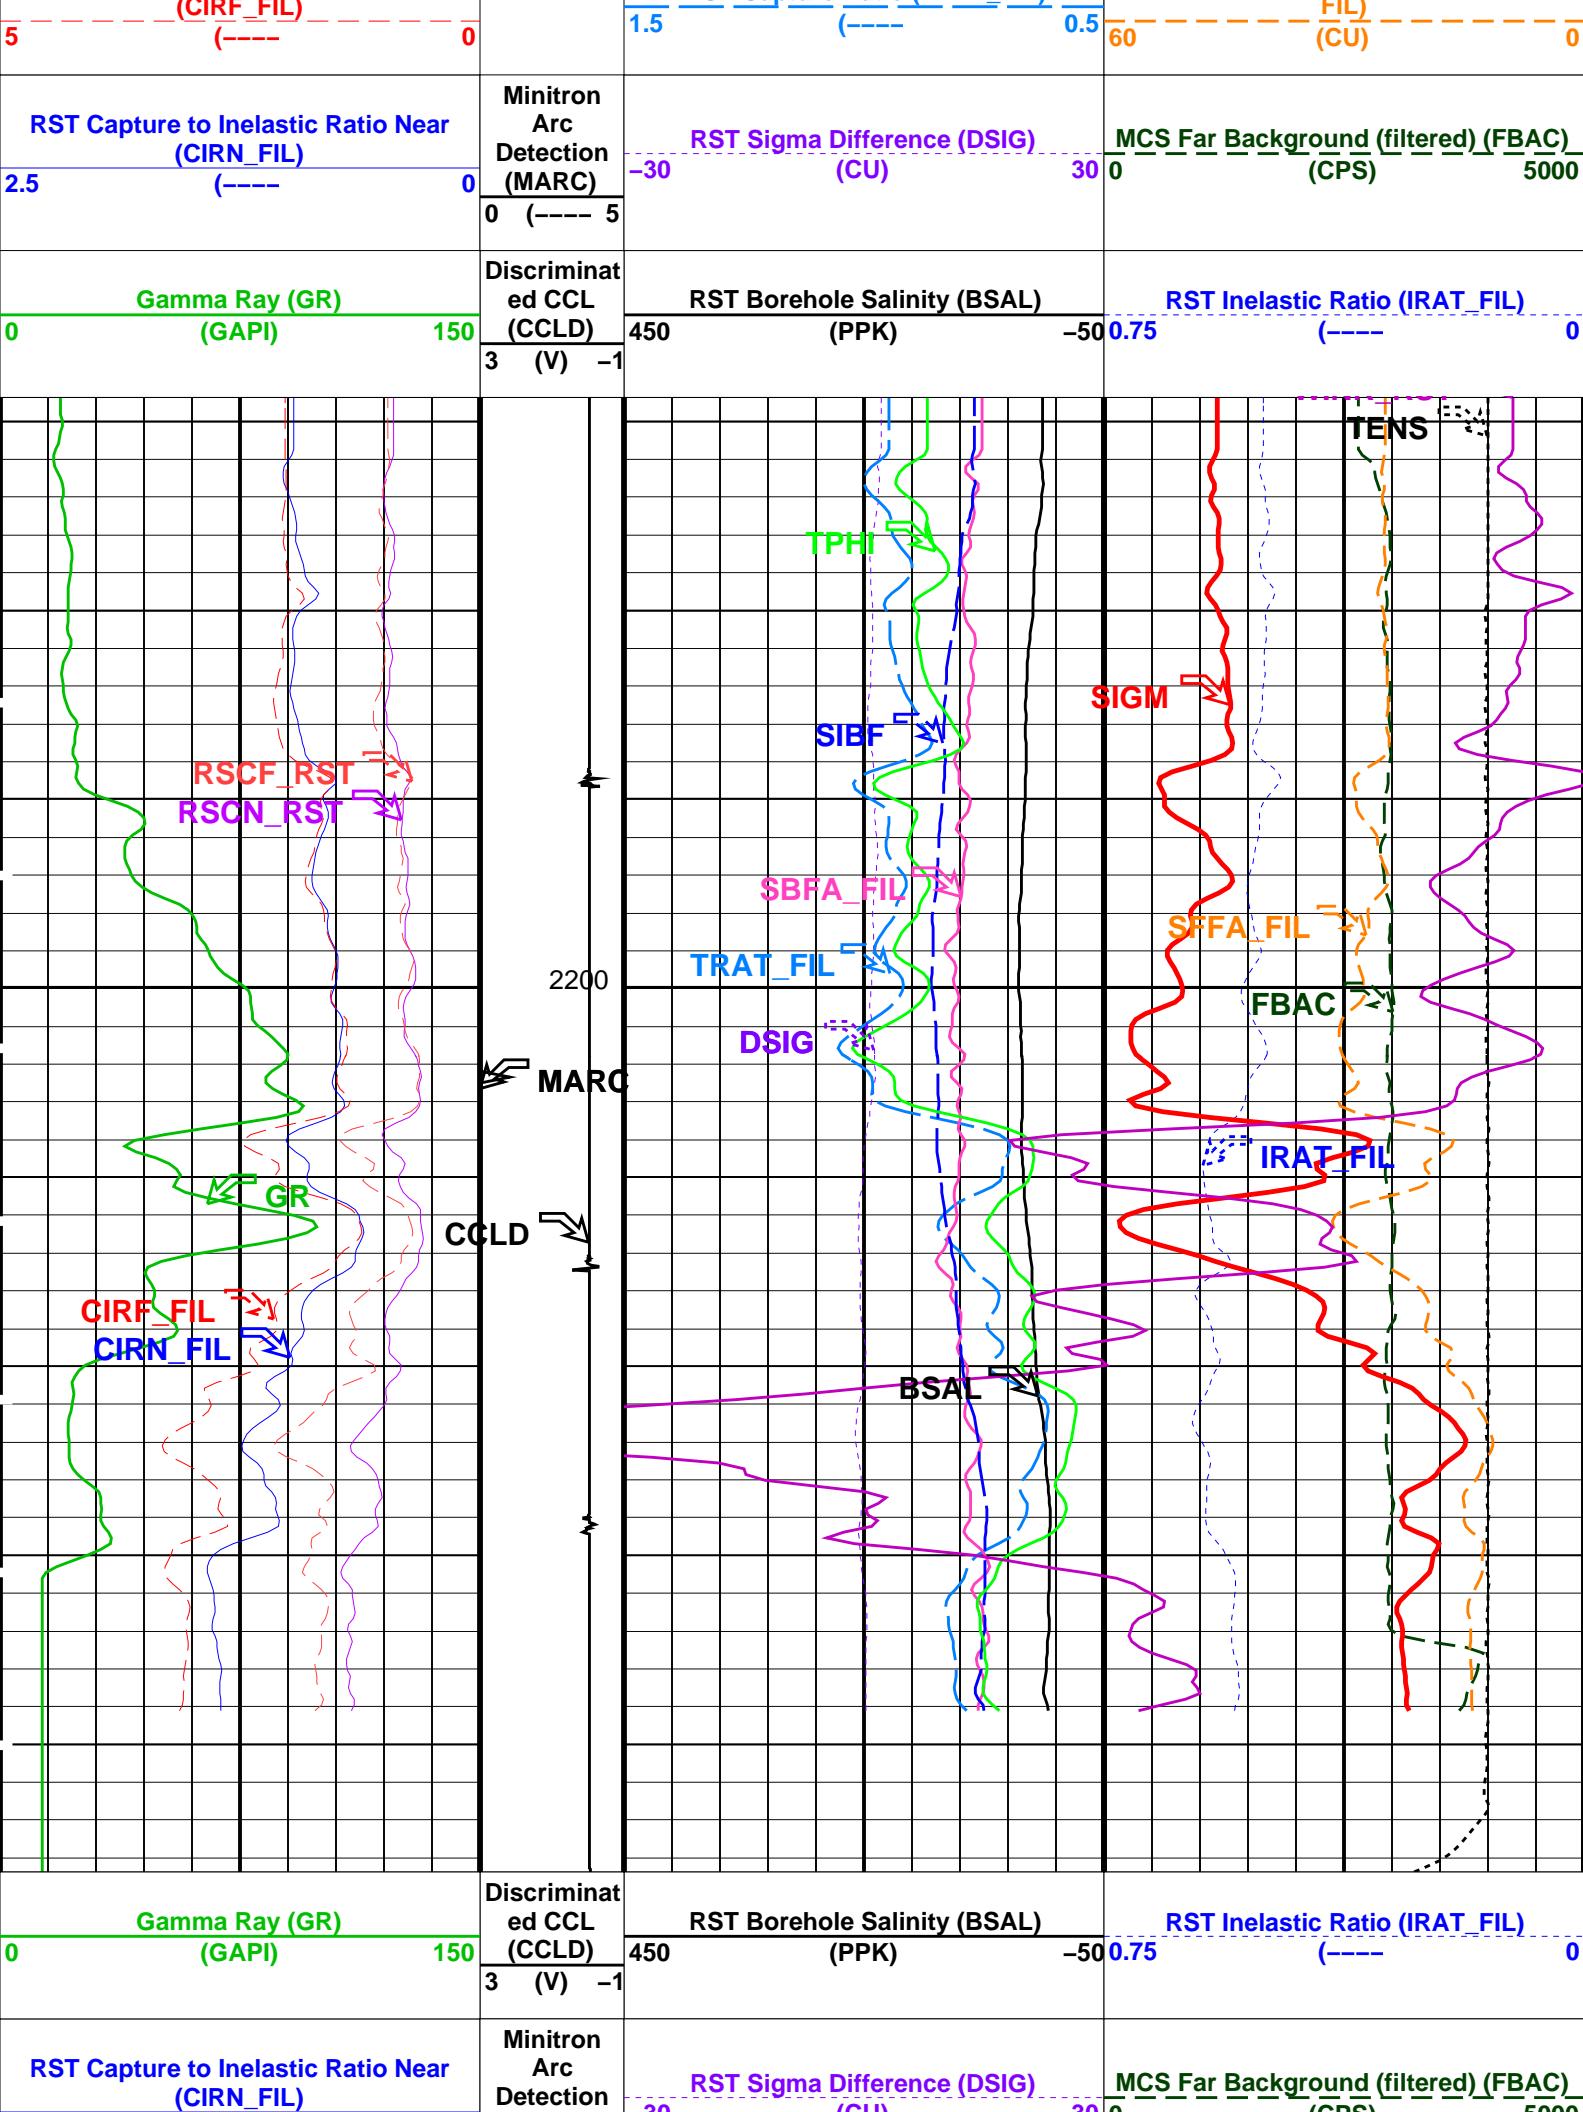 (CIRF_FIL)
5 (---- 0
1.5 (---- 0.5
FIL)
60 (CU) 0
RST Capture to Inelastic Ratio Near
(CIRN_FIL)
2.5 (---- 0
Minitron
Arc
Detection
(MARC)
0 (---- 5
RST Sigma Difference (DSIG)
-30 (CU) 30
MCS Far Background (filtered) (FBAC)
0 (CPS) 5000
Gamma Ray (GR)
0 (GAPI) 150
Discriminat
ed CCL
(CCLD)
3 (V) -1
RST Borehole Salinity (BSAL)
450 (PPK) -50
RST Inelastic Ratio (IRAT_FIL)
0.75 (---- 0
TENS
TPHI
SIGM
SIBF
RSCF_RST
RSCN_RST
SBFA_FIL
SFFA_FIL
TRAT_FIL
2200
FBAC
DSIG
MARC
IRAT_FIL
GR
CCLD
CIRF_FIL
CIRN_FIL
BSAL
Gamma Ray (GR)
0 (GAPI) 150
Discriminat
ed CCL
(CCLD)
3 (V) -1
RST Borehole Salinity (BSAL)
450 (PPK) -50
RST Inelastic Ratio (IRAT_FIL)
0.75 (---- 0
RST Capture to Inelastic Ratio Near
(CIRN_FIL)
Minitron
Arc
Detection
RST Sigma Difference (DSIG)
-30 (CU) 30
MCS Far Background (filtered) (FBAC)
0 (CPS) 5000